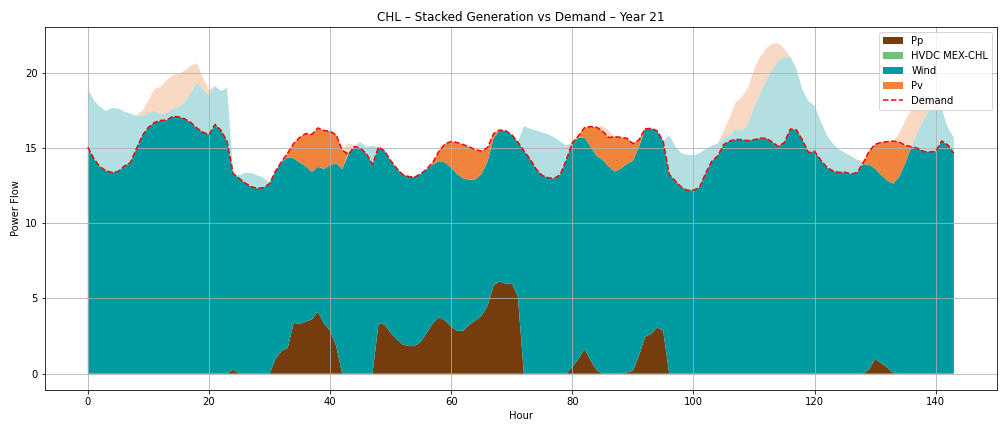 CHL – Stacked Generation vs Demand – Year 21
Power Flow
20
15
10
5
0
0 20 40 60 80 100 120 140
Hour
Pp
HVDC MEX-CHL
Wind
Pv
Demand